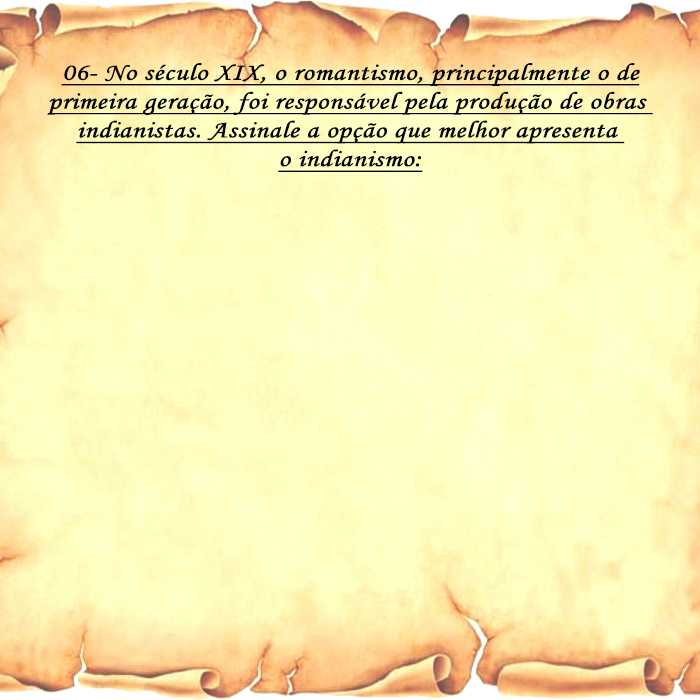 06- No século XIX, o romantismo, principalmente o de
primeira geração, foi responsável pela produção de obras
indianistas. Assinale a opção que melhor apresenta
o indianismo: